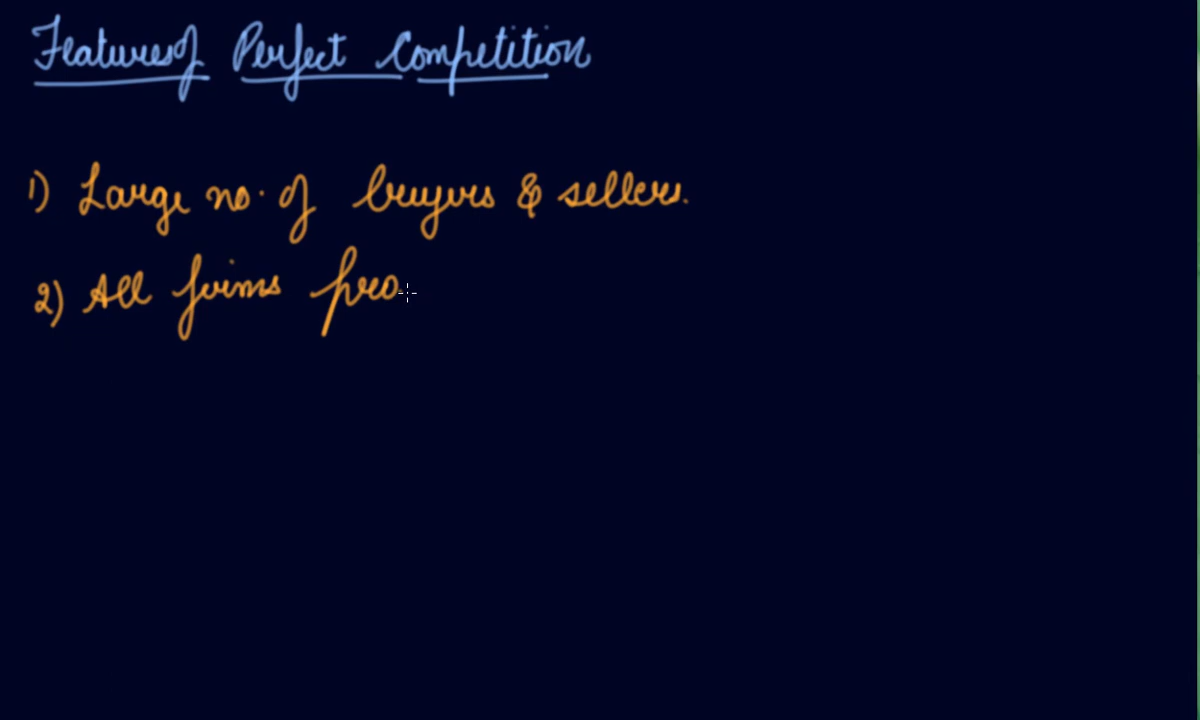 Features of Perfect Competition
1) Large no. of buyers & sellers.
2) All firms pro